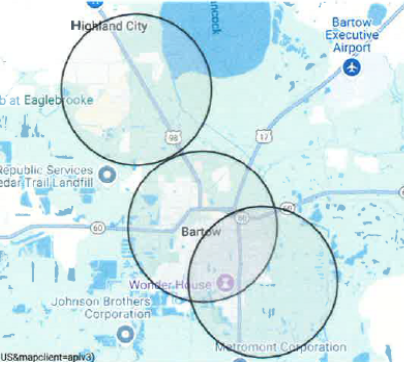 Highland City
ncock
Bartow
Executive
Airport
b at Eaglebrooke
98
17
Republic Services
edar Trail Landfill
60
60
Bartow
Wonder House
Johnson Brothers
Corporation
Metromont Corporation
US&mapclient=apiv3)